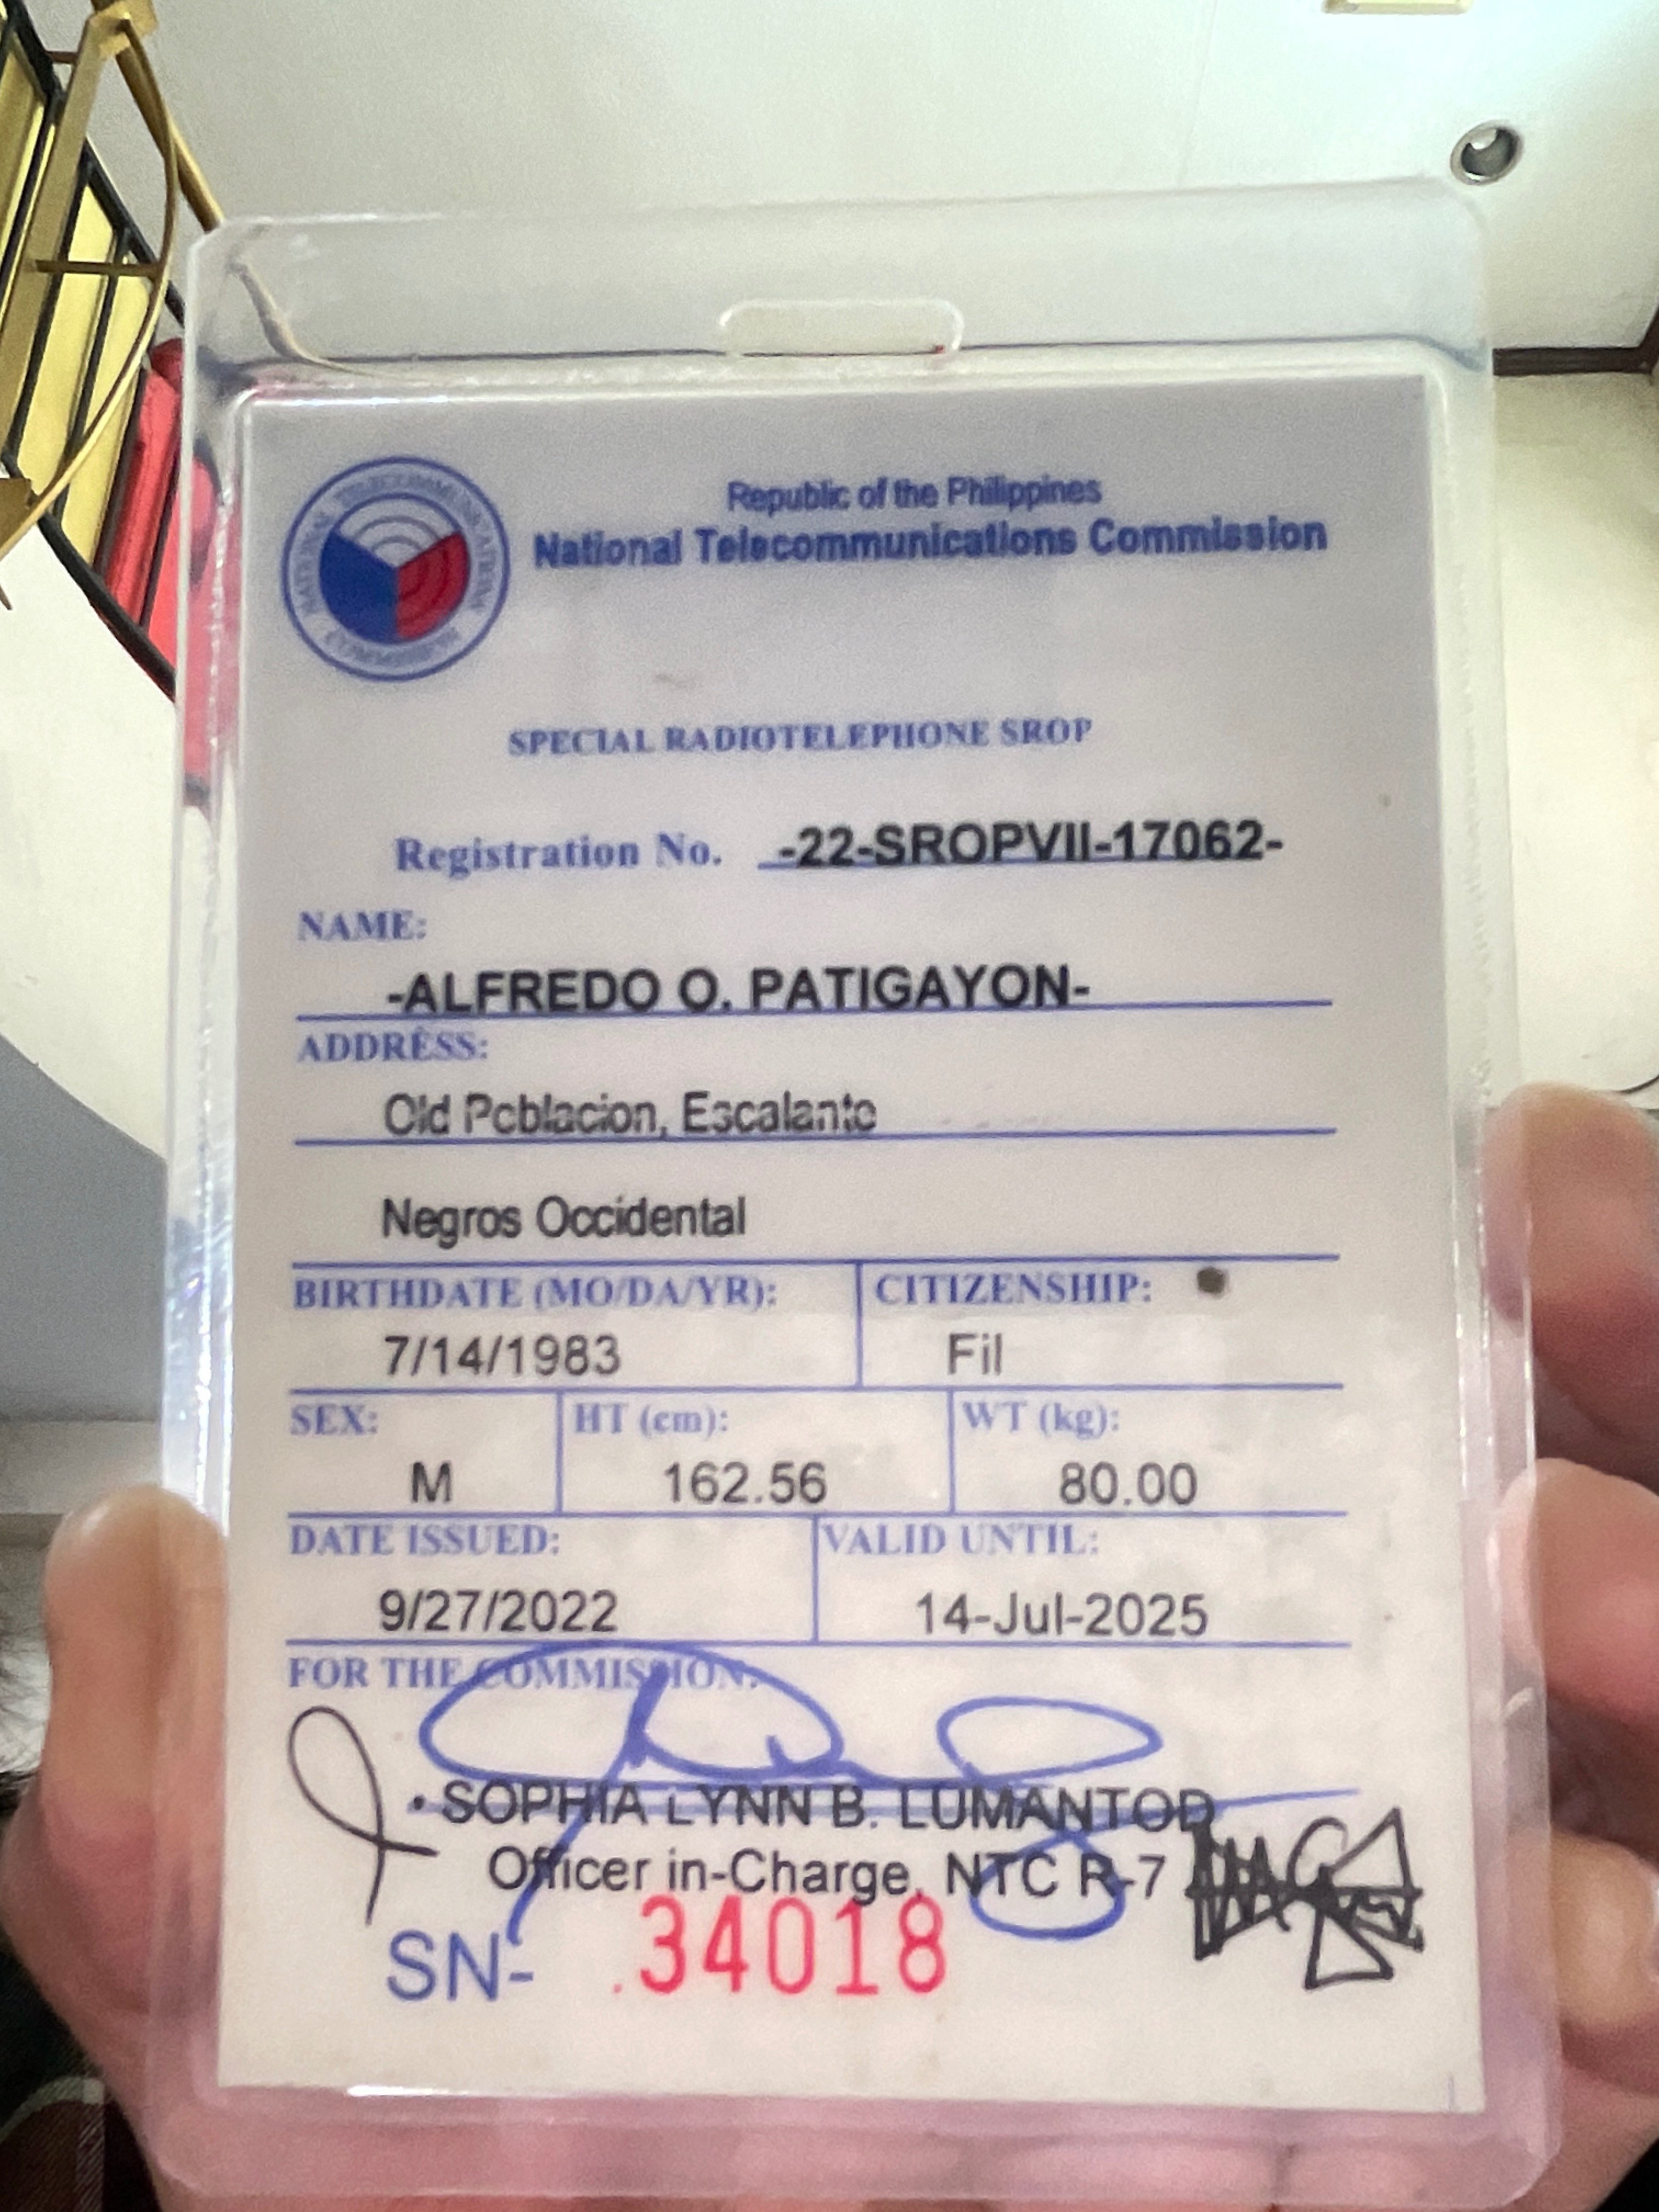 NATIONAL TELECOMMUNICATIONS COMMISSION
Republic of the Philippines
National Telecommunications Commission
SPECIAL RADIOTELEPHONE SROP
Registration No. -22-SROPVII-17062-
NAME:
-ALFREDO O. PATIGAYON-
ADDRESS:
Old Poblacion, Escalante
Negros Occidental
BIRTHDATE (MO/DA/YR): CITIZENSHIP:
7/14/1983 Fil
SEX: HT (cm): WT (kg):
M 162.56 80.00
DATE ISSUED: VALID UNTIL:
9/27/2022 14-Jul-2025
FOR THE COMMISSION:
SOPHIA LYNN B. LUMANTOD
Officer in-Charge, NTC R-7
SN- 34018